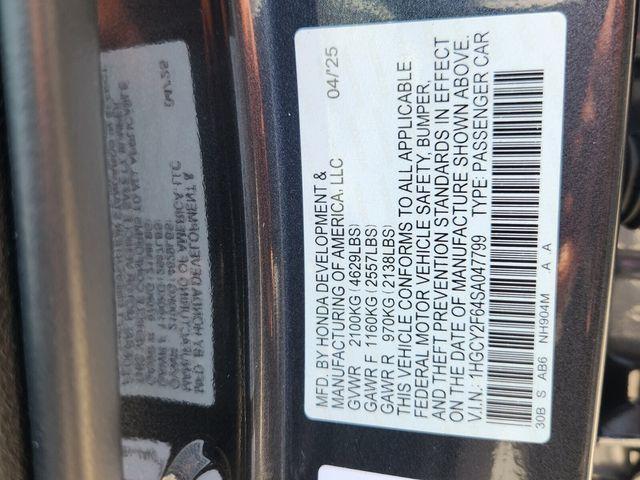 MFD. BY HONDA DEVELOPMENT &
MANUFACTURING OF AMERICA, LLC 04/'25
GVWR 2100KG (4629LBS)
GAWR F 1160KG (2557LBS)
GAWR R 970KG (2138LBS)
THIS VEHICLE CONFORMS TO ALL APPLICABLE
FEDERAL MOTOR VEHICLE SAFETY, BUMPER,
AND THEFT PREVENTION STANDARDS IN EFFECT
ON THE DATE OF MANUFACTURE SHOWN ABOVE.
V.I.N.: 1HGCY2F64SA047799 TYPE: PASSENGER CAR
30B S AB6 NH904M .A A